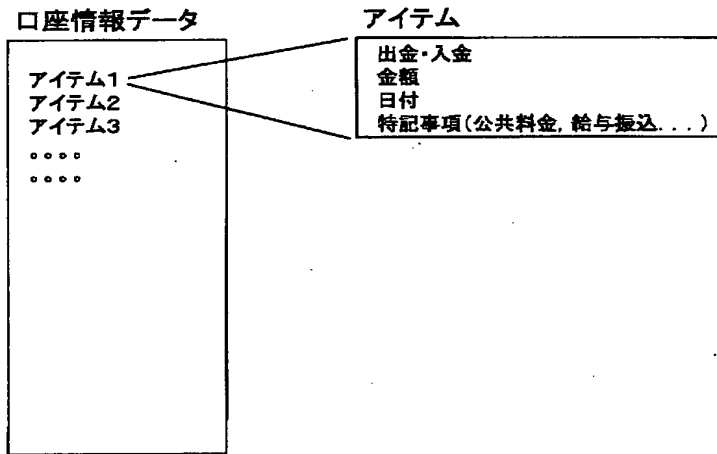 口座情報データ
アイテム1
アイテム2
アイテム3
。。。。
。。。。
アイテム
出金・入金
金額
日付
特記事項(公共料金, 給与振込...)